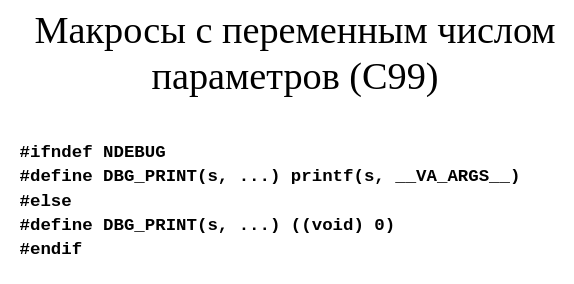 Макросы с переменным числом
параметров (C99)
#ifndef NDEBUG
#define DBG_PRINT(s, ...) printf(s, __VA_ARGS__)
#else
#define DBG_PRINT(s, ...) ((void) 0)
#endif